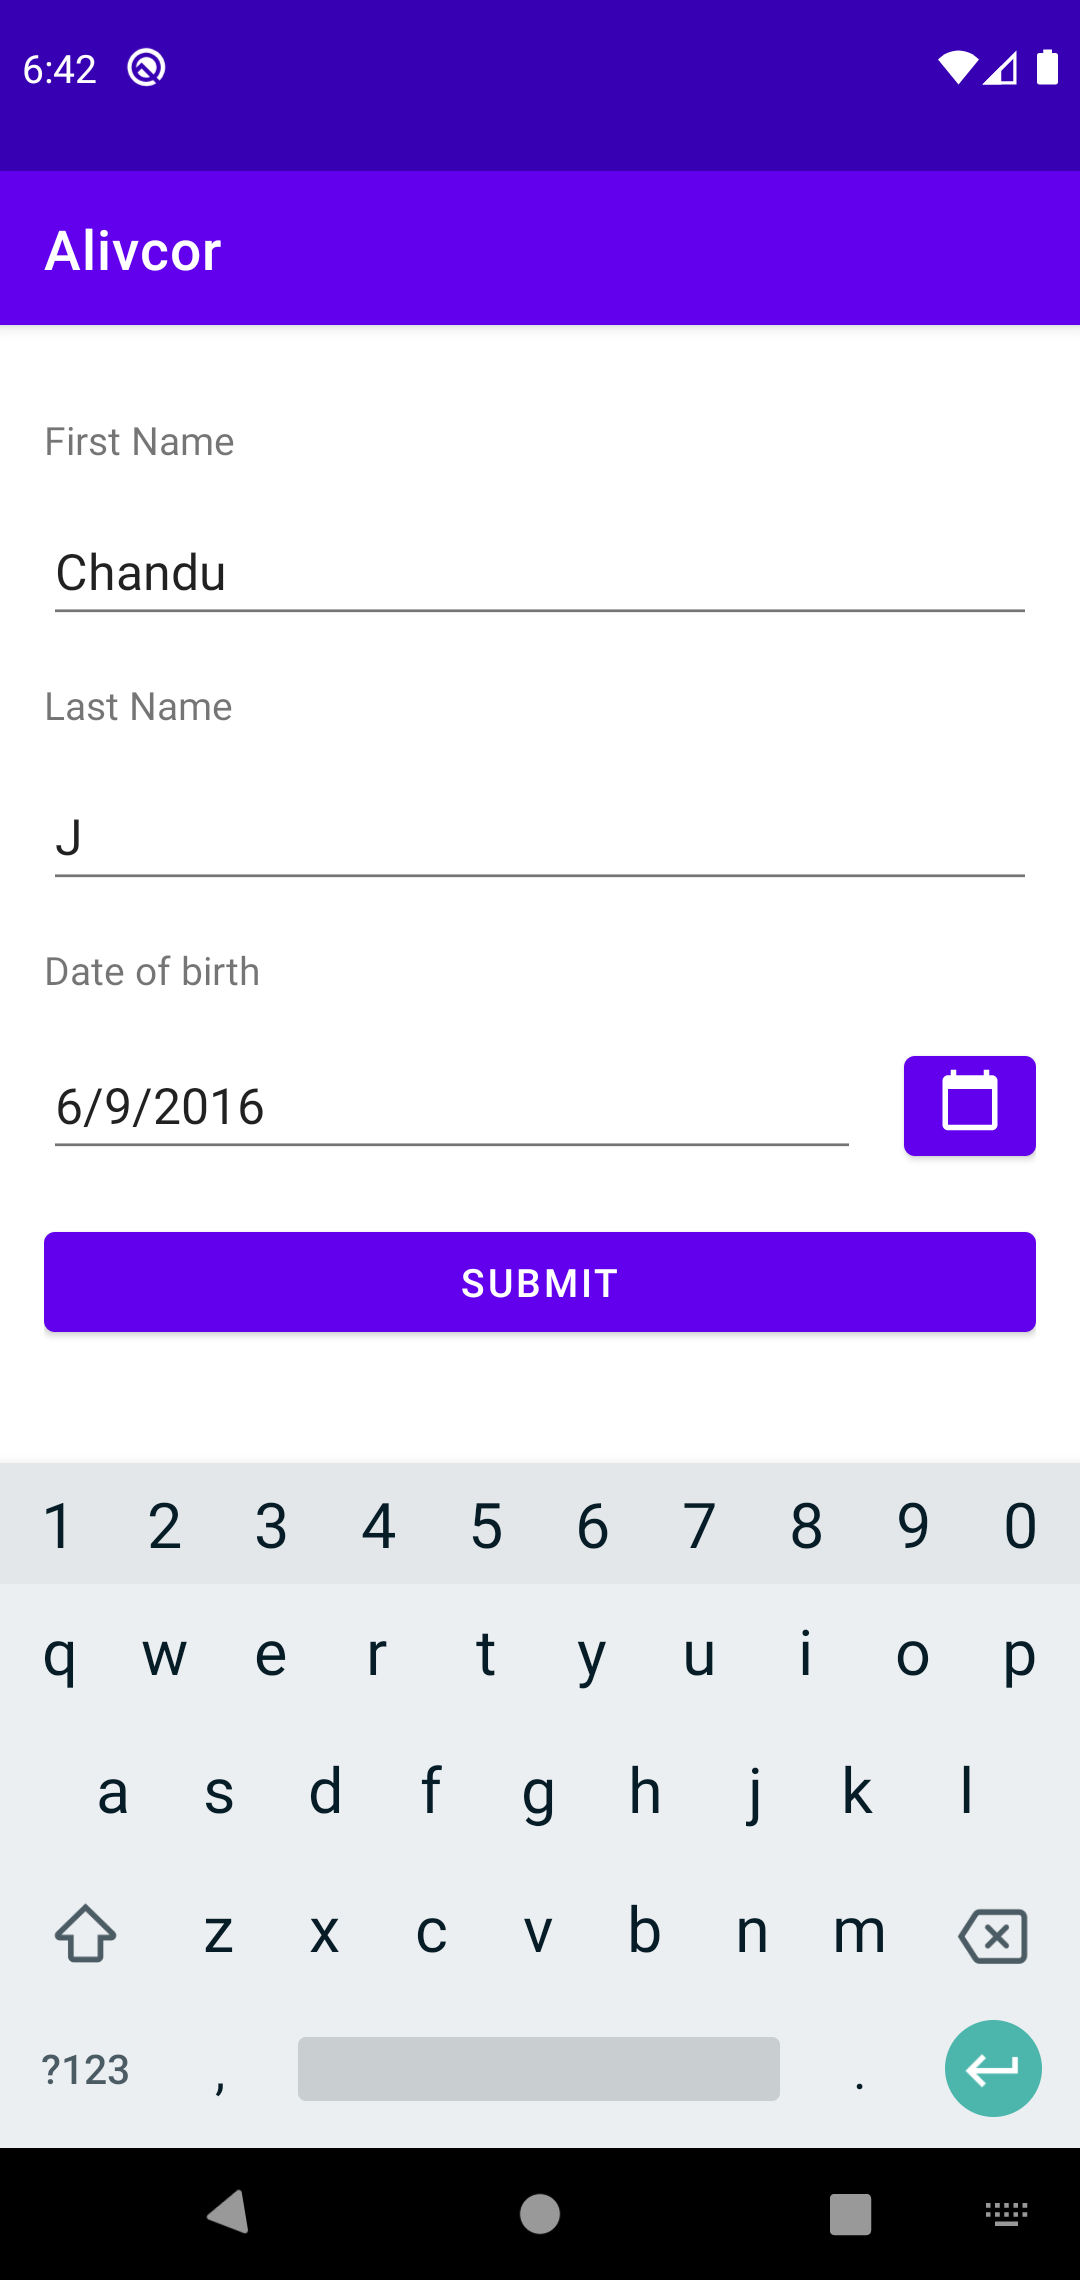 6:42
Alivcor
First Name
Chandu
Last Name
J
Date of birth
6/9/2016
SUBMIT
1 2 3 4 5 6 7 8 9 0
q w e r t y u i o p
a s d f g h j k l
z x c v b n m
?123 , .